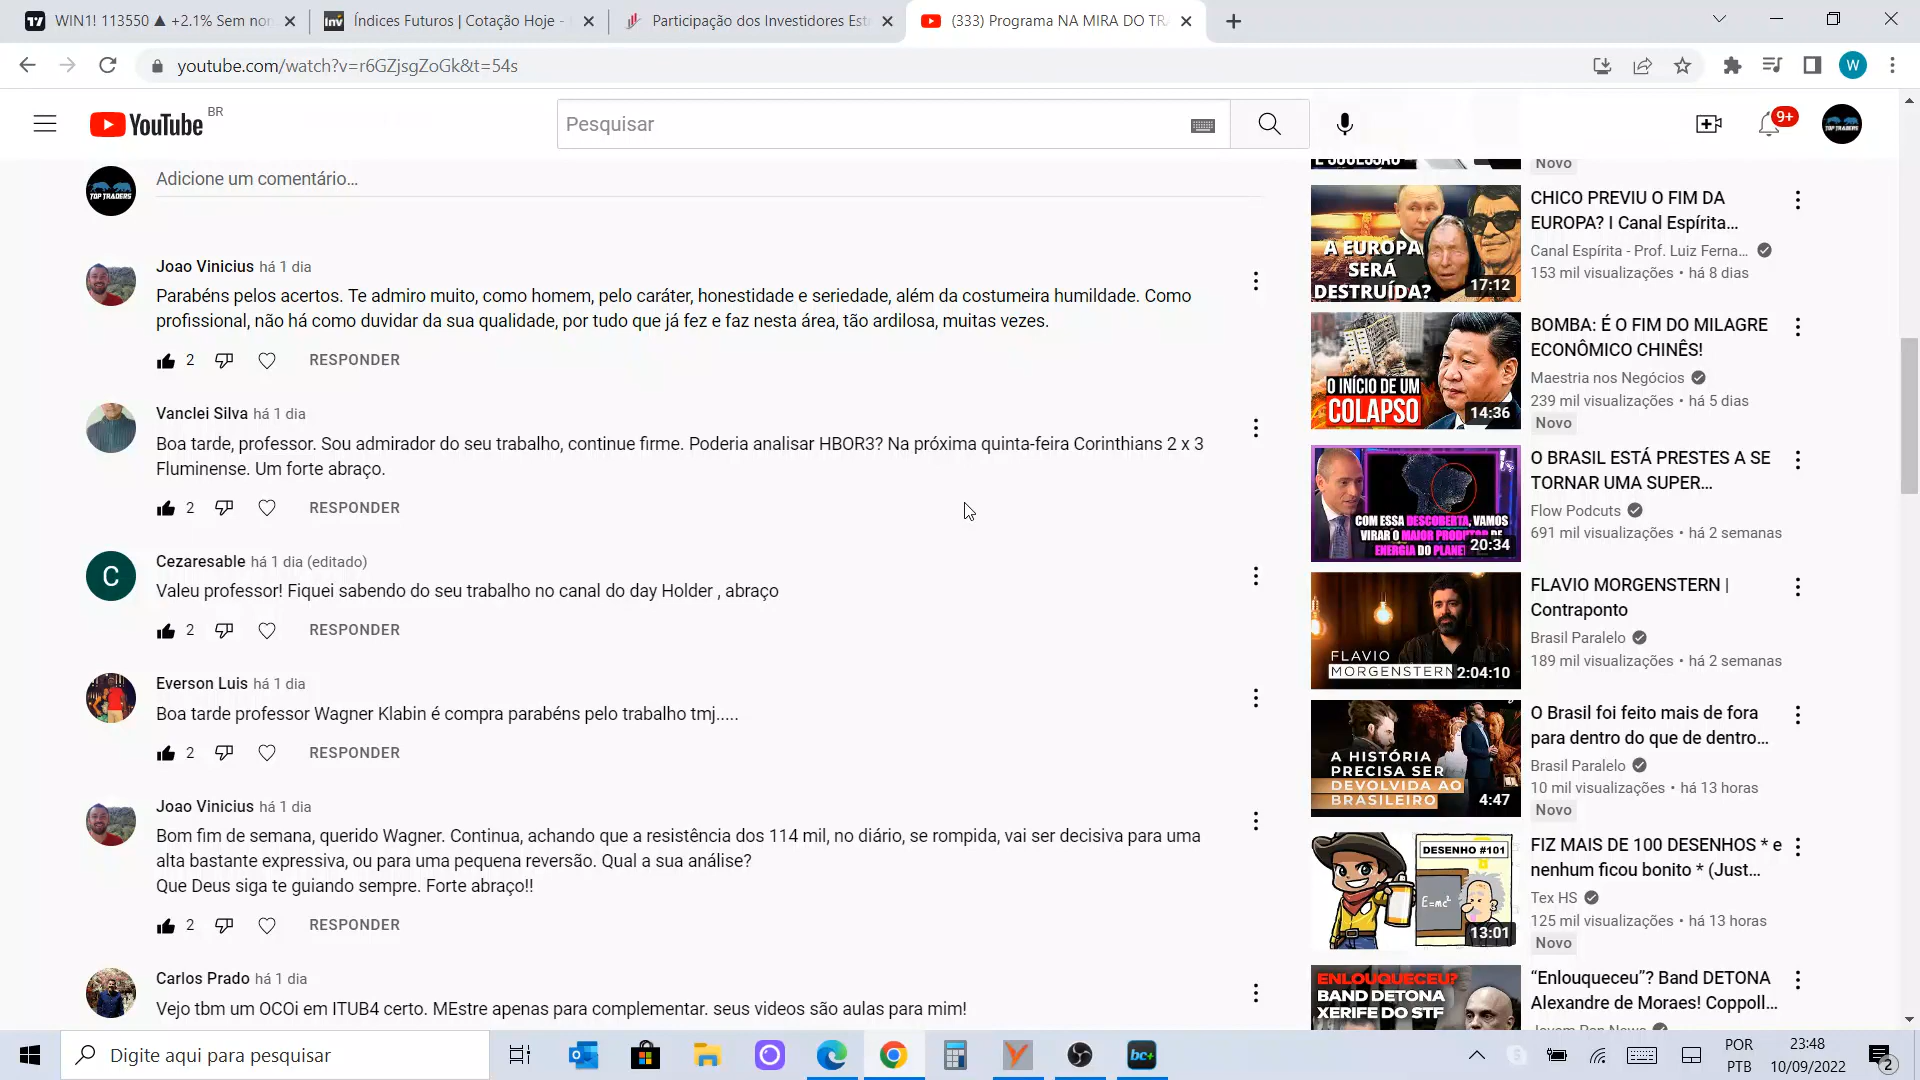 WIN1! 113550 ▲ +2.1% Sem no
Índices Futuros | Cotação Hoje -
Participação dos Investidores Est
(333) Programa NA MIRA DO TR
youtube.com/watch?v=r6GZjsgZoGk&t=54s
W
YouTube BR
Pesquisar
9+
TOP TRADERS
TOP TRADERS
Adicione um comentário...
Joao Vinicius há 1 dia
Parabéns pelos acertos. Te admiro muito, como homem, pelo caráter, honestidade e seriedade, além da costumeira humildade. Como
profissional, não há como duvidar da sua qualidade, por tudo que já fez e faz nesta área, tão ardilosa, muitas vezes.
2 RESPONDER
Vanclei Silva há 1 dia
Boa tarde, professor. Sou admirador do seu trabalho, continue firme. Poderia analisar HBOR3? Na próxima quinta-feira Corinthians 2 x 3
Fluminense. Um forte abraço.
2 RESPONDER
C
Cezaresable há 1 dia (editado)
Valeu professor! Fiquei sabendo do seu trabalho no canal do day Holder , abraço
2 RESPONDER
Everson Luis há 1 dia
Boa tarde professor Wagner Klabin é compra parabéns pelo trabalho tmj.....
2 RESPONDER
Joao Vinicius há 1 dia
Bom fim de semana, querido Wagner. Continua, achando que a resistência dos 114 mil, no diário, se rompida, vai ser decisiva para uma
alta bastante expressiva, ou para uma pequena reversão. Qual a sua análise?
Que Deus siga te guiando sempre. Forte abraço!!
2 RESPONDER
Carlos Prado há 1 dia
Vejo tbm um OCOi em ITUB4 certo. MEstre apenas para complementar. seus videos são aulas para mim!
Novo
A EUROPA
SERÁ
DESTRUÍDA?
17:12
CHICO PREVIU O FIM DA
EUROPA? I Canal Espírita...
Canal Espírita - Prof. Luiz Ferna...
153 mil visualizações • há 8 dias
O INÍCIO DE UM
COLAPSO
14:36
BOMBA: É O FIM DO MILAGRE
ECONÔMICO CHINÊS!
Maestria nos Negócios
239 mil visualizações • há 5 dias
Novo
COM ESSA DESCOBERTA, VAMOS
VIRAR O MAIOR
ENERGIA DO
20:34
O BRASIL ESTÁ PRESTES A SE
TORNAR UMA SUPER...
Flow Podcuts
691 mil visualizações • há 2 semanas
FLAVIO
MORGENSTERN
2:04:10
FLAVIO MORGENSTERN |
Contraponto
Brasil Paralelo
189 mil visualizações • há 2 semanas
A HISTÓRIA
PRECISA SER
DEVOLVIDA AO
BRASILEIRO
4:47
O Brasil foi feito mais de fora
para dentro do que de dentro...
Brasil Paralelo
10 mil visualizações • há 13 horas
Novo
DESENHO #101
E=mc²
13:01
FIZ MAIS DE 100 DESENHOS * e
nenhum ficou bonito * (Just...
Tex HS
125 mil visualizações • há 13 horas
Novo
ENLOUQUECEU?
BAND DETONA
XERIFE DO STF
“Enlouqueceu”? Band DETONA
Alexandre de Moraes! Coppoll...
Digite aqui para pesquisar
bc+
POR
PTB
23:48
10/09/2022
2